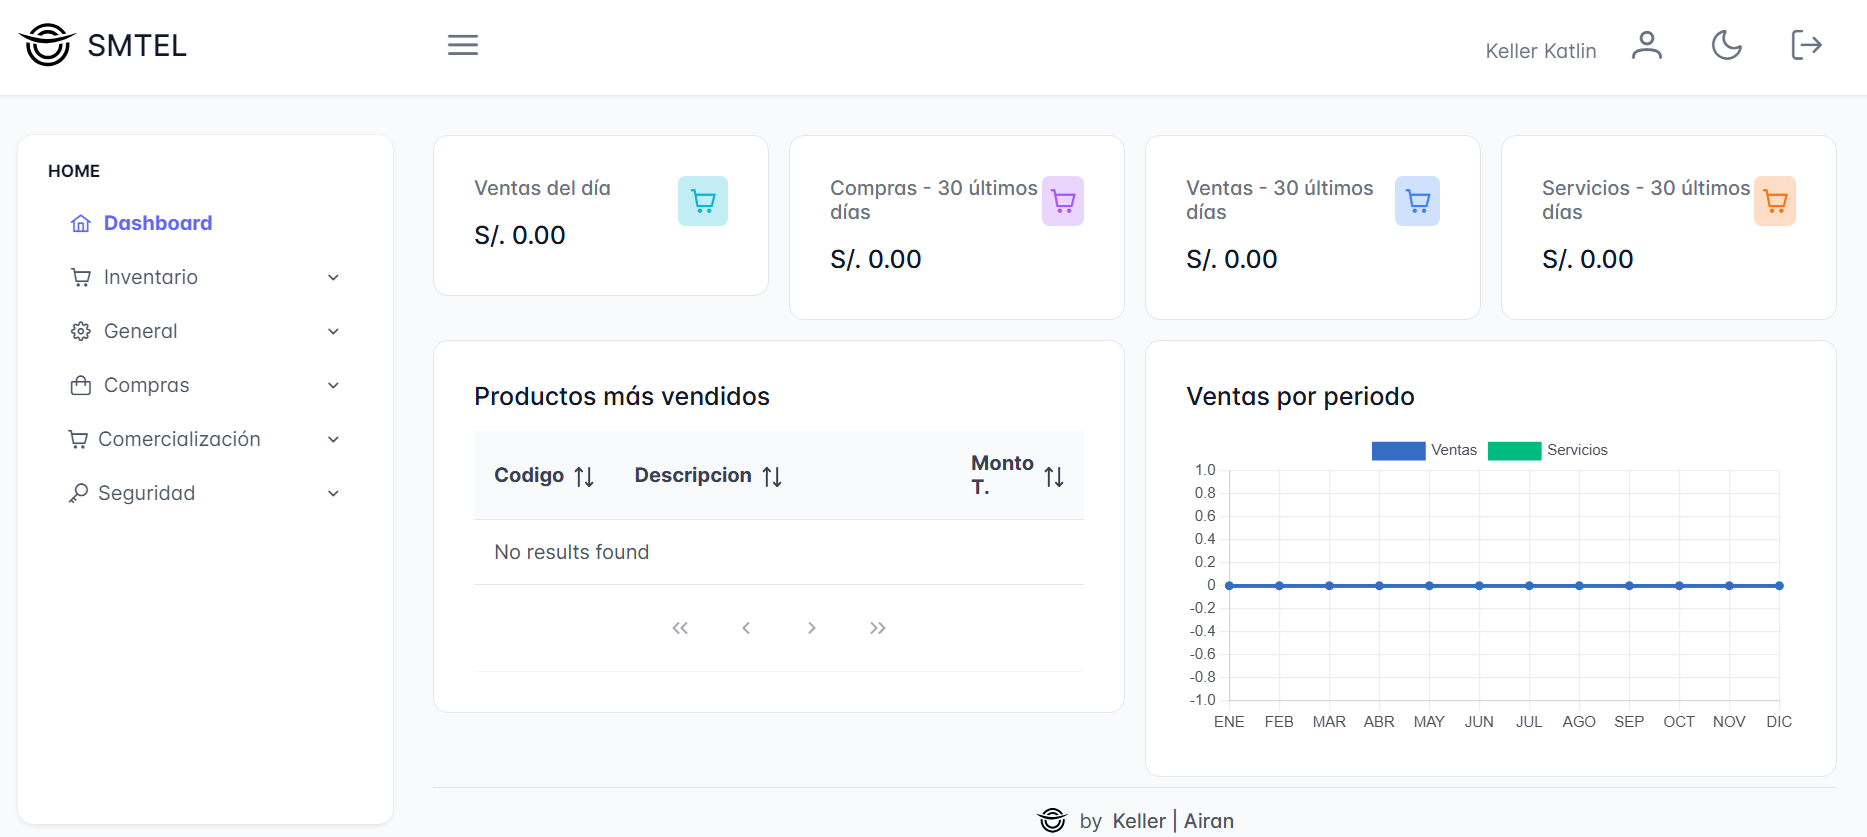 SMTEL
Keller Katlin
HOME
Dashboard
Inventario
General
Compras
Comercialización
Seguridad
Ventas del día
S/. 0.00
Compras - 30 últimos
días
S/. 0.00
Ventas - 30 últimos
días
S/. 0.00
Servicios - 30 últimos
días
S/. 0.00
Productos más vendidos
Codigo Descripcion Monto
T.
No results found
Ventas por periodo
Ventas Servicios
1.0
0.8
0.6
0.4
0.2
0
-0.2
-0.4
-0.6
-0.8
-1.0
ENE FEB MAR ABR MAY JUN JUL AGO SEP OCT NOV DIC
by Keller | Airan